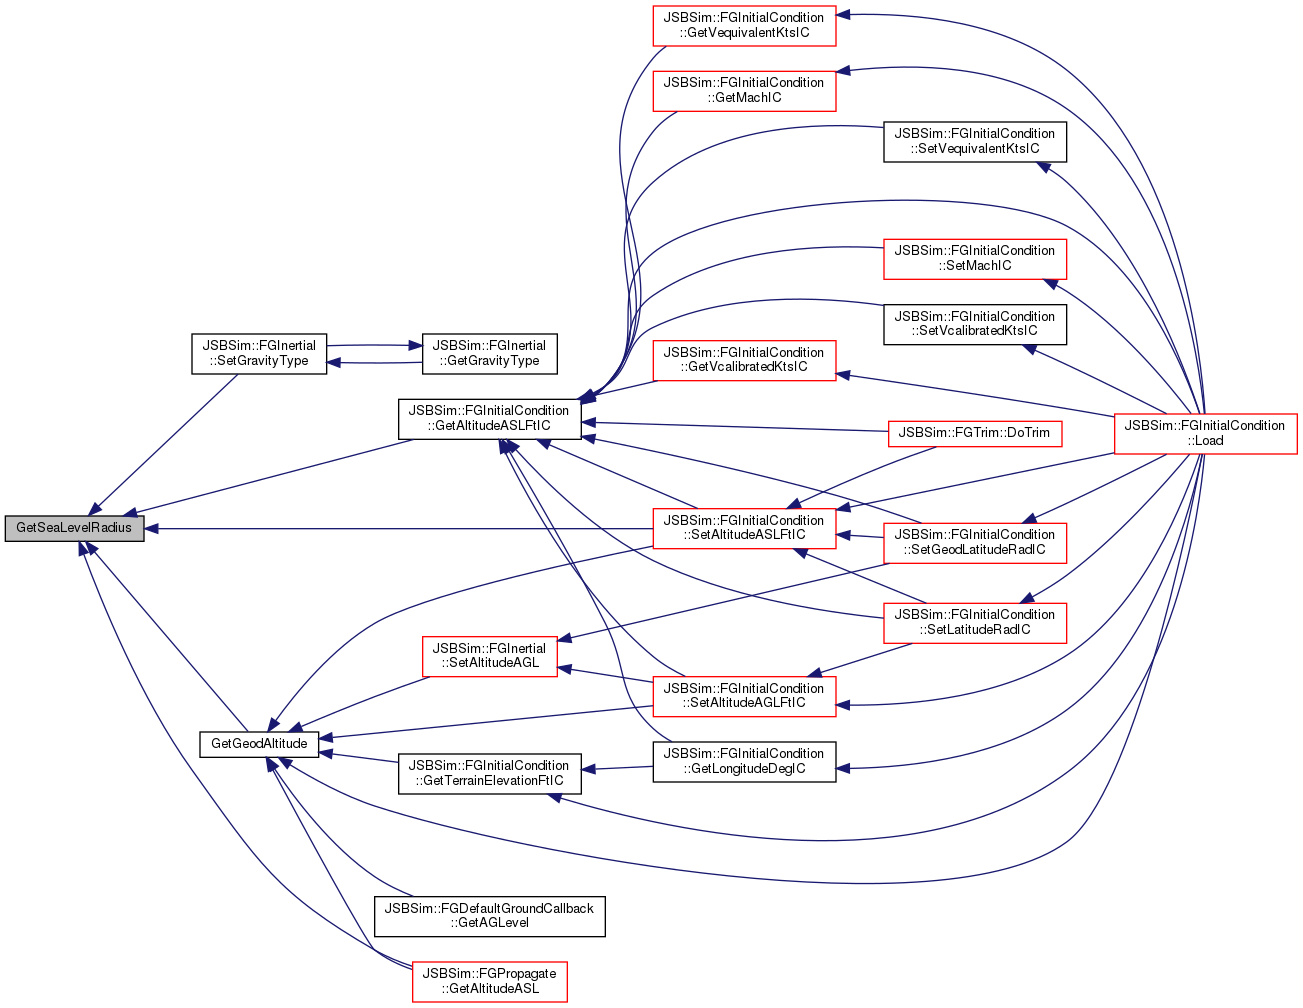 JSBSim::FGInitialCondition
::GetVequivalentKtsIC
JSBSim::FGInitialCondition
::GetMachIC
JSBSim::FGInitialCondition
::SetVequivalentKtsIC
JSBSim::FGInitialCondition
::SetMachIC
JSBSim::FGInitialCondition
::SetVcalibratedKtsIC
JSBSim::FGInertial
::SetGravityType
JSBSim::FGInertial
::GetGravityType
JSBSim::FGInitialCondition
::GetVcalibratedKtsIC
JSBSim::FGInitialCondition
::GetAltitudeASLFtIC
JSBSim::FGTrim::DoTrim
JSBSim::FGInitialCondition
::Load
GetSeaLevelRadius
JSBSim::FGInitialCondition
::SetAltitudeASLFtIC
JSBSim::FGInitialCondition
::SetGeodLatitudeRadIC
JSBSim::FGInitialCondition
::SetLatitudeRadIC
JSBSim::FGInertial
::SetAltitudeAGL
JSBSim::FGInitialCondition
::SetAltitudeAGLFtIC
GetGeodAltitude
JSBSim::FGInitialCondition
::GetTerrainElevationFtIC
JSBSim::FGInitialCondition
::GetLongitudeDegIC
JSBSim::FGDefaultGroundCallback
::GetAGLevel
JSBSim::FGPropagate
::GetAltitudeASL